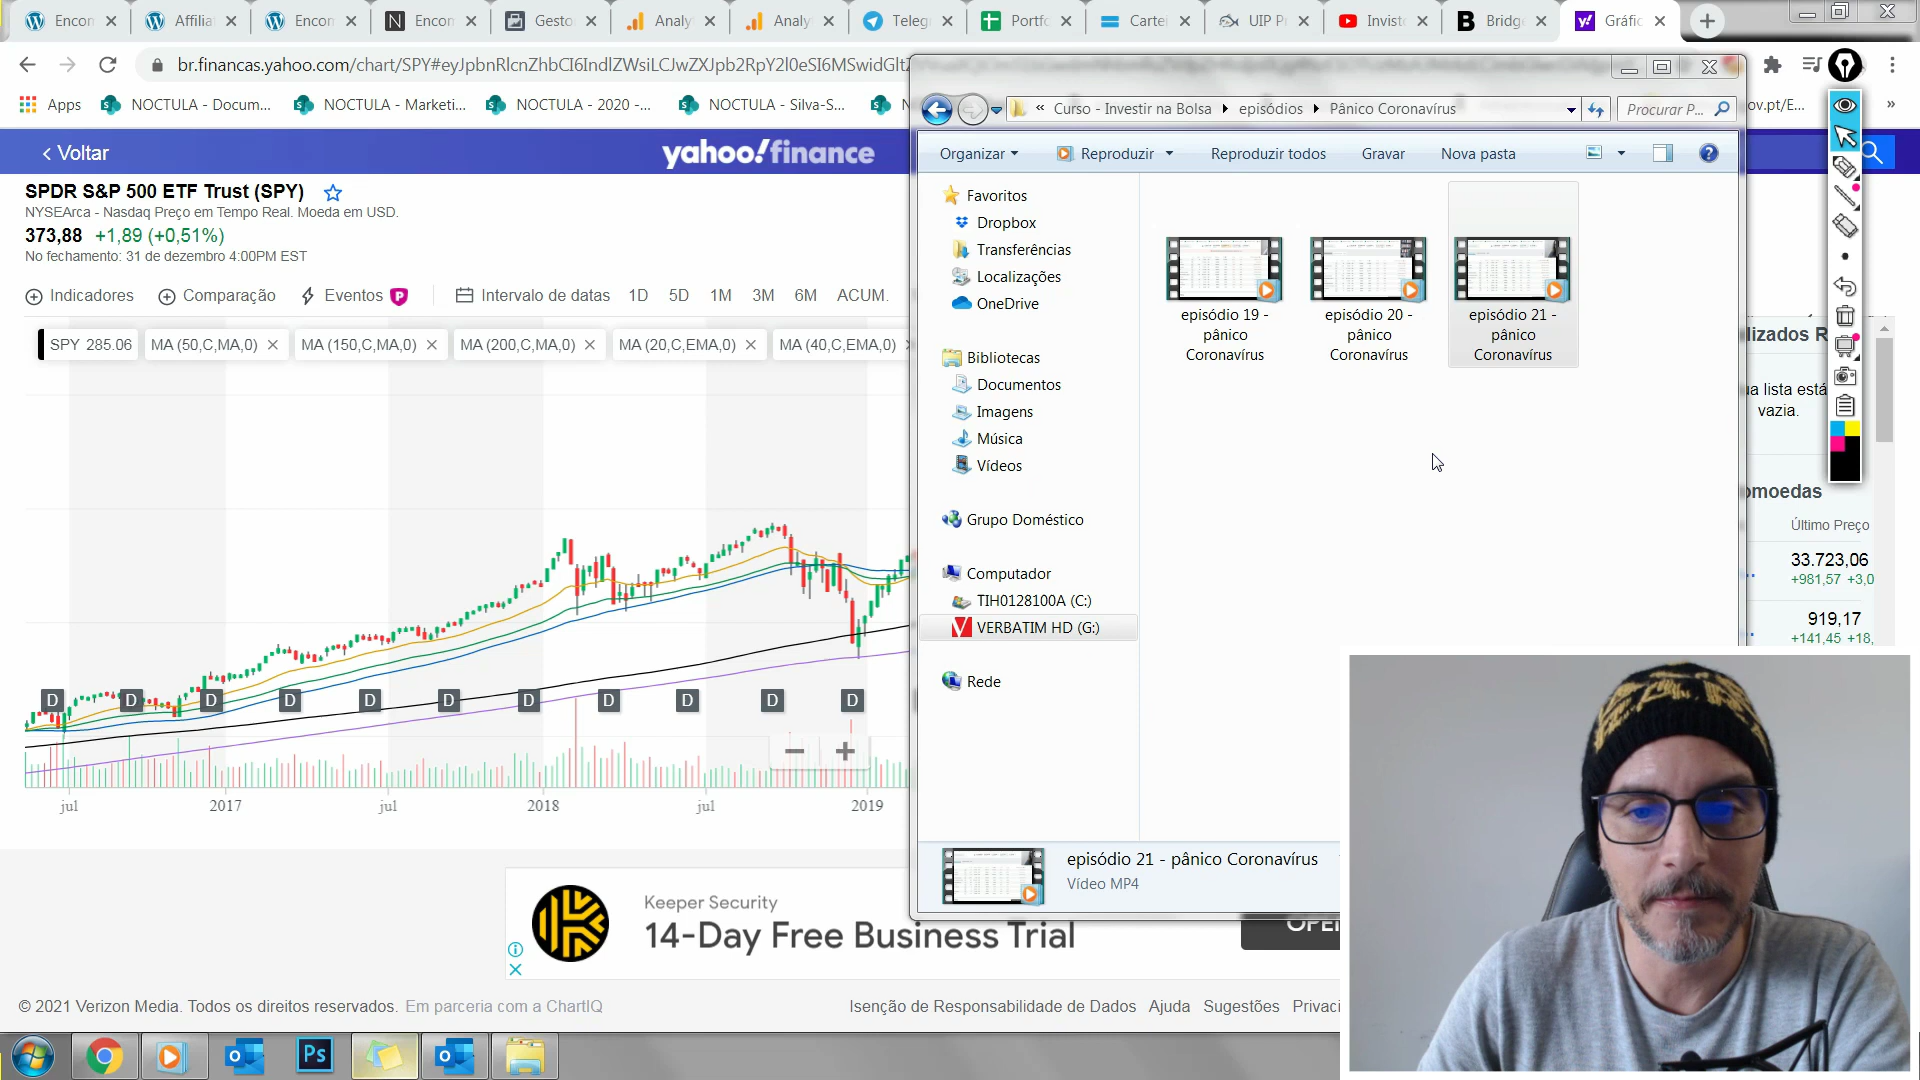 Encon
Affilia
Encon
Encon
Gesto
Analy
Analy
Telegr
Portfo
Cartei
UIP Pr
Investe
Bridge
Gráfic
br.financas.yahoo.com/chart/SPY#
Apps
NOCTULA - Docum...
NOCTULA - Marketi...
NOCTULA - 2020 -...
NOCTULA - Silva-S...
ov.pt/E...
»
Voltar
yahoo!finance
SPDR S&P 500 ETF Trust (SPY)
NYSEArca - Nasdaq Preço em Tempo Real. Moeda em USD.
373,88 +1,89 (+0,51%)
No fechamento: 31 de dezembro 4:00PM EST
Indicadores
Comparação
Eventos P
Intervalo de datas
1D 5D 1M 3M 6M ACUM.
SPY 285.06
MA (50,C,MA,0)
MA (150,C,MA,0)
MA (200,C,MA,0)
MA (20,C,EMA,0)
MA (40,C,EMA,0)
D D D D D D D D D D D
jul 2017 jul 2018 jul 2019
« Curso - Investir na Bolsa
episódios
Pânico Coronavírus
Procurar P...
Organizar
Reproduzir
Reproduzir todos
Gravar
Nova pasta
Favoritos
Dropbox
Transferências
Localizações
OneDrive
Bibliotecas
Documentos
Imagens
Música
Vídeos
Grupo Doméstico
Computador
TIH0128100A (C:)
VERBATIM HD (G:)
Rede
episódio 19 -
pânico
Coronavírus
episódio 20 -
pânico
Coronavírus
episódio 21 -
pânico
Coronavírus
episódio 21 - pânico Coronavírus
Vídeo MP4
lizados R
ua lista está
vazia.
omoedas
Último Preço
33.723,06
+981,57 +3,0
919,17
+141,45 +18,
Keeper Security
14-Day Free Business Trial
OPE
© 2021 Verizon Media. Todos os direitos reservados. Em parceria com a ChartIQ
Isenção de Responsabilidade de Dados Ajuda Sugestões Privaci
Ps